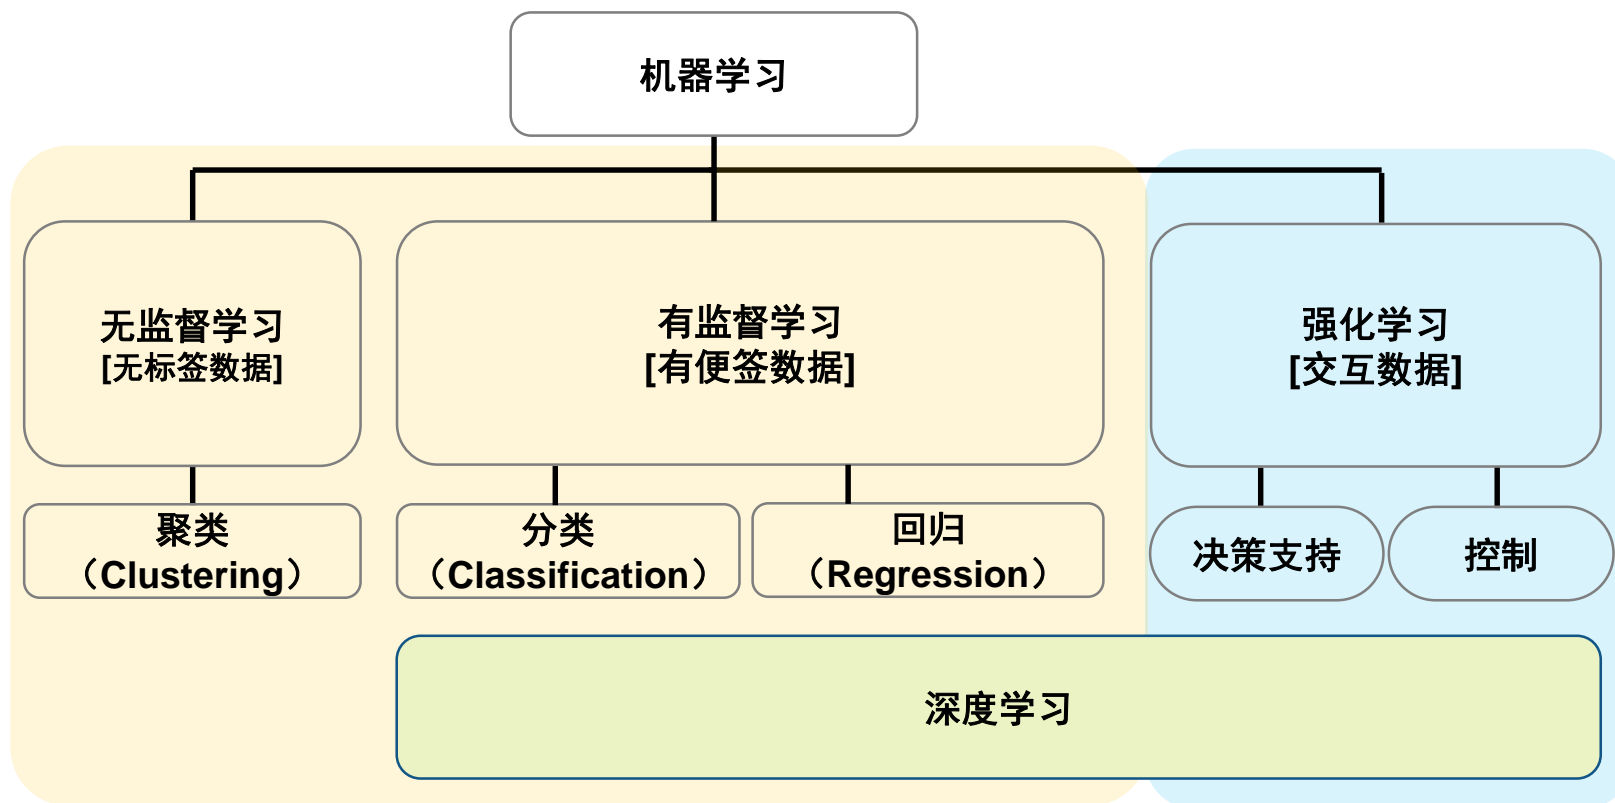 机器学习
无监督学习
[无标签数据]
有监督学习
[有便签数据]
强化学习
[交互数据]
聚类
（Clustering）
分类
（Classification）
回归
（Regression）
决策支持
控制
深度学习